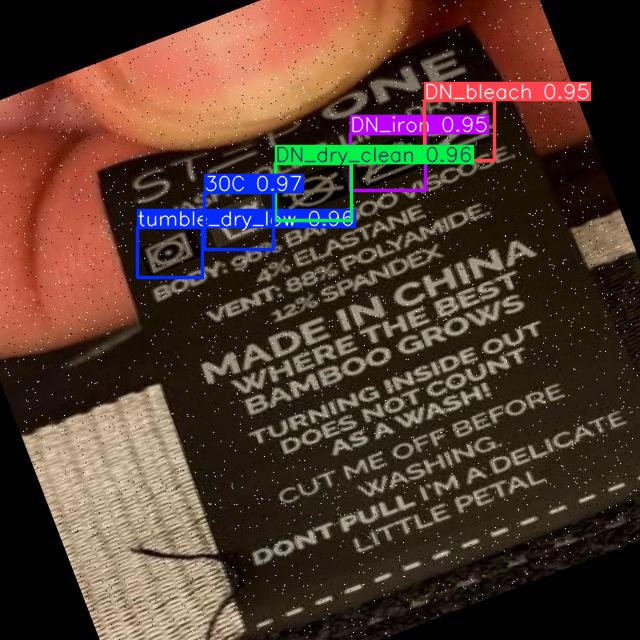 DN_bleach 0.95
DN_iron 0.95
DN_dry_clean 0.96
30C 0.97
tumble_dry_low 0.96
ONE
BODY: BAMBOO VISCOSE
4% ELASTANE
VENT: 88% POLYAMIDE
12% SPANDEX
MADE IN CHINA
WHERE THE BEST
BAMBOO GROWS
TURNING INSIDE OUT
DOES NOT COUNT
AS A WASH!
CUT ME OFF BEFORE
WASHING.
DONT PULL I'M A DELICATE
LITTLE PETAL